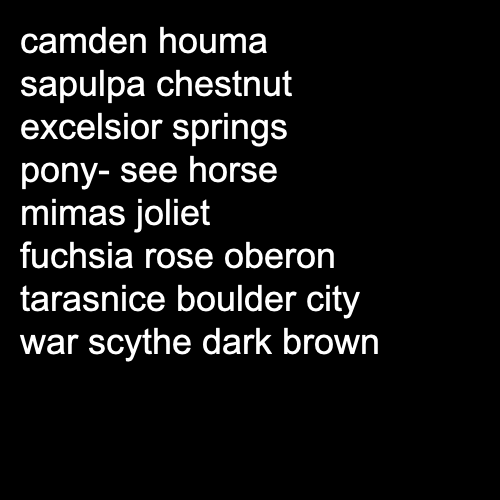 camden houma
sapulpa chestnut
excelsior springs
pony- see horse
mimas joliet
fuchsia rose oberon
tarasnice boulder city
war scythe dark brown